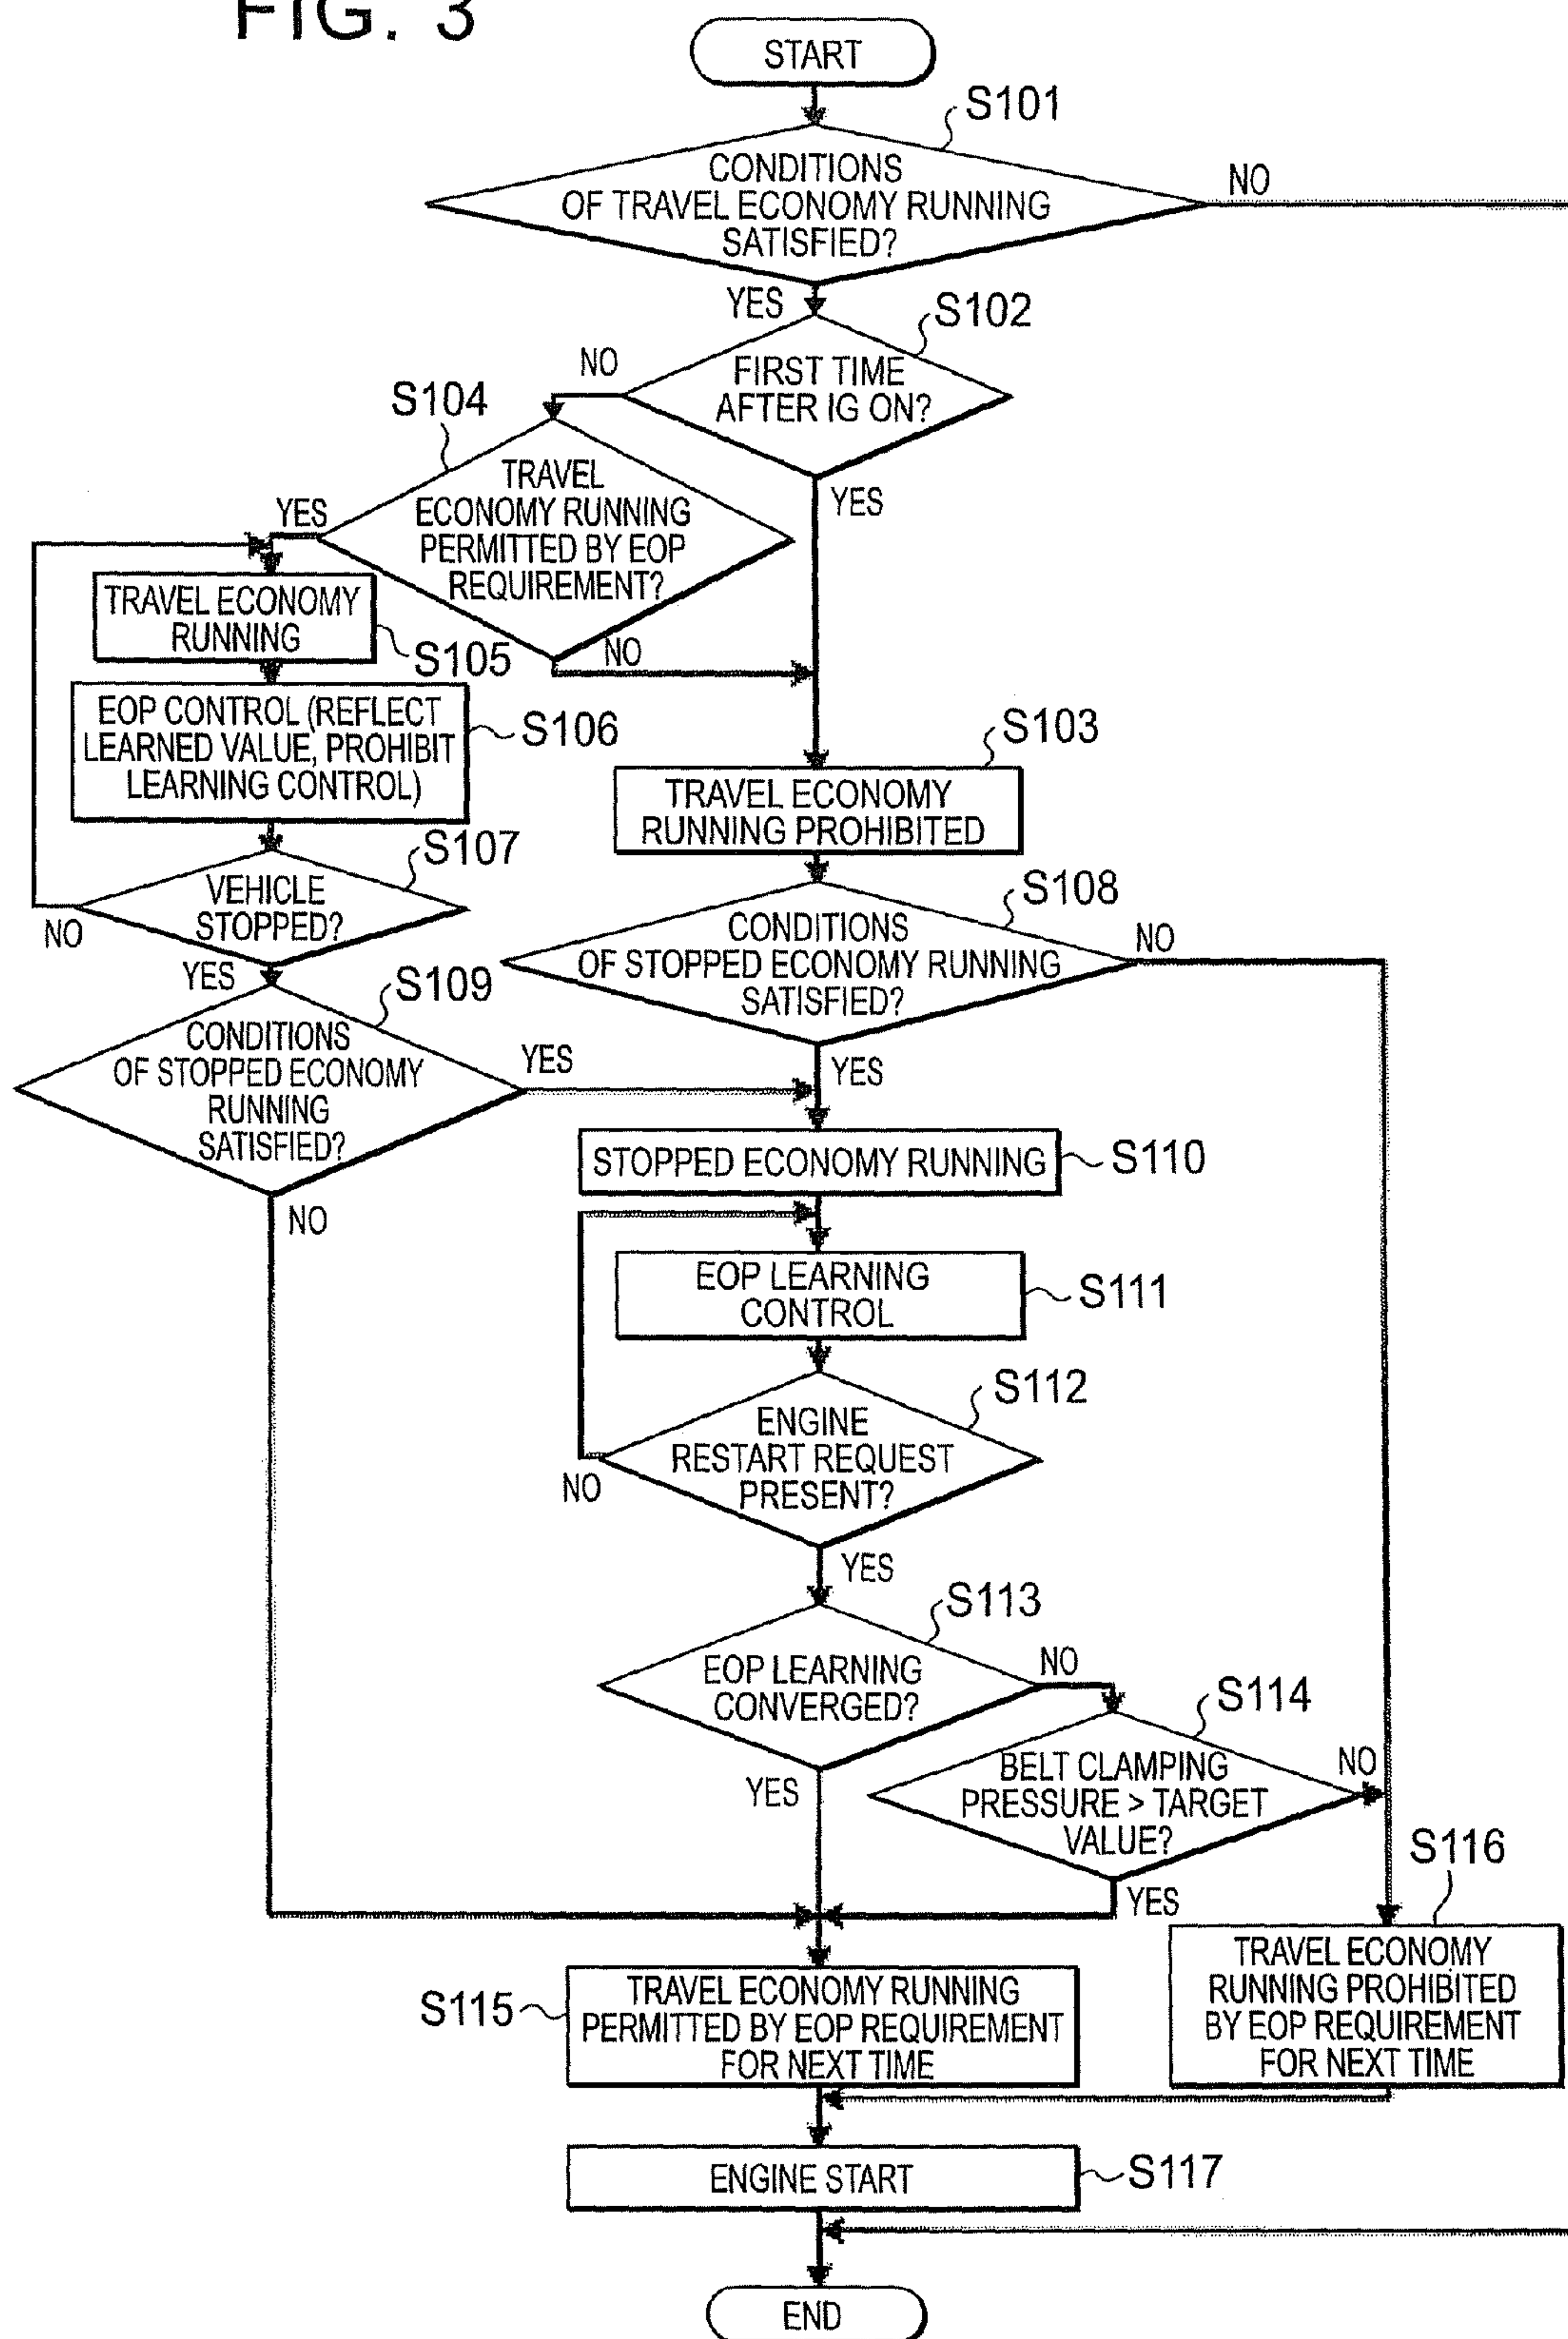 FIG. 3
START
S101
CONDITIONS
OF TRAVEL ECONOMY RUNNING
SATISFIED?
NO
YES
S102
FIRST TIME
AFTER IG ON?
NO
YES
S104
TRAVEL
ECONOMY RUNNING
PERMITTED BY EOP
REQUIREMENT?
YES
NO
TRAVEL ECONOMY
RUNNING
S105
EOP CONTROL (REFLECT
LEARNED VALUE, PROHIBIT
LEARNING CONTROL)
S106
S103
TRAVEL ECONOMY
RUNNING PROHIBITED
S107
VEHICLE
STOPPED?
NO
YES
S108
CONDITIONS
OF STOPPED ECONOMY RUNNING
SATISFIED?
NO
YES
S109
CONDITIONS
OF STOPPED ECONOMY
RUNNING
SATISFIED?
YES
NO
STOPPED ECONOMY RUNNING
S110
EOP LEARNING
CONTROL
S111
S112
ENGINE
RESTART REQUEST
PRESENT?
NO
YES
S113
EOP LEARNING
CONVERGED?
NO
YES
S114
BELT CLAMPING
PRESSURE > TARGET
VALUE?
NO
YES
S115
TRAVEL ECONOMY RUNNING
PERMITTED BY EOP REQUIREMENT
FOR NEXT TIME
S116
TRAVEL ECONOMY
RUNNING PROHIBITED
BY EOP REQUIREMENT
FOR NEXT TIME
ENGINE START
S117
END